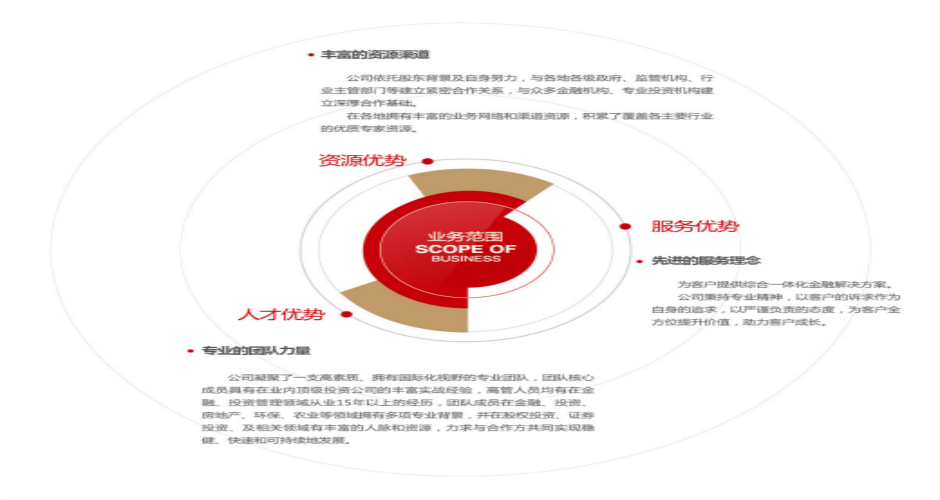 丰富的资源渠道
公司依托股东背景及自身努力，与各地各级政府、监管机构、行
业主管部门等建立紧密合作关系，与众多金融机构、专业投资机构建
立深厚合作基础。
在各地拥有丰富的业务网络和渠道资源，积累了覆盖各主要行业
的优质专家资源。
资源优势
服务优势
先进的服务理念
为客户提供综合一体化金融解决方案。
公司秉持专业精神，以客户的诉求作为
自身的追求，以严谨负责的态度，为客户全
方位提升价值，助力客户成长。
业务范围
SCOPE OF
BUSINESS
人才优势
专业的团队力量
公司凝聚了一支高素质、拥有国际化视野的专业团队，团队核心
成员具有在业内顶级投资公司的丰富实战经验，高管人员均有在金
融、投资管理领域从业15年以上的经历，团队成员在金融、投资、
房地产、环保、农业等领域拥有多项专业背景，并在股权投资、证券
投资、及相关领域有丰富的人脉和资源，力求与合作方共同实现稳
健、快速和可持续地发展。